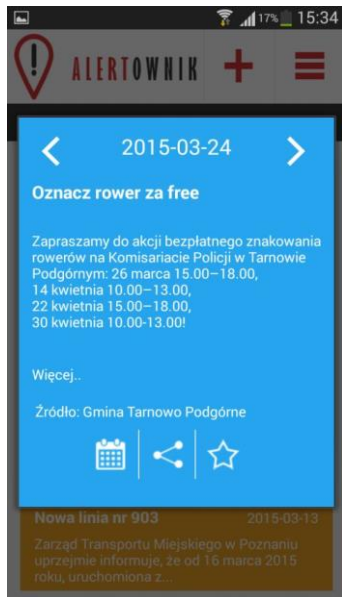 17% 15:34
ALERTOWNIK
2015-03-24
Oznacz rower za free
Zapraszamy do akcji bezpłatnego znakowania
rowerów na Komisariacie Policji w Tarnowie
Podgórnym: 26 marca 15.00–18.00,
14 kwietnia 10.00–13.00,
22 kwietnia 15.00–18.00,
30 kwietnia 10.00-13.00!
Więcej..
Źródło: Gmina Tarnowo Podgórne
Nowa linia nr 903 2015-03-13
Zarząd Transportu Miejskiego w Poznaniu
uprzejmie informuje, że od 16 marca 2015
roku, uruchomiona z...